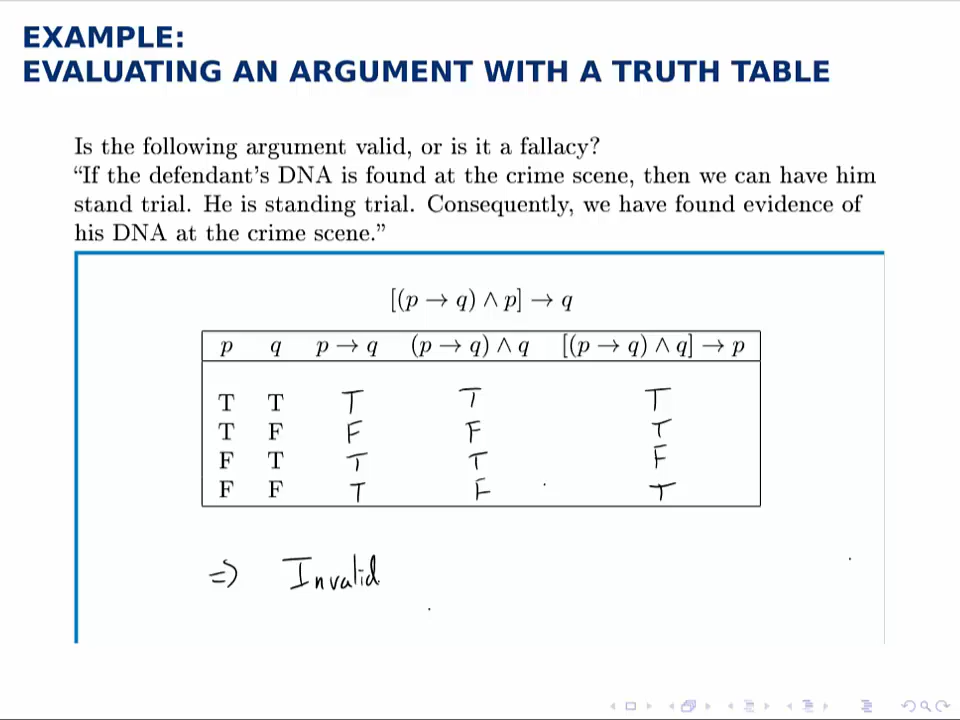 EXAMPLE:
EVALUATING AN ARGUMENT WITH A TRUTH TABLE
Is the following argument valid, or is it a fallacy?
“If the defendant’s DNA is found at the crime scene, then we can have him
stand trial. He is standing trial. Consequently, we have found evidence of
his DNA at the crime scene.”
[(p → q) ∧ p] → q
p q p → q (p → q) ∧ q [(p → q) ∧ q] → p
T T T T T
T F F F T
F T T T F
F F T F T
⇒ Invalid